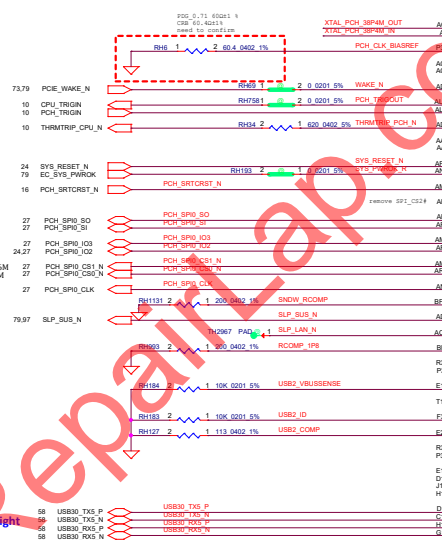 PDG_0.71 60Ω±1 %
CRB 60.4Ω±1%
need to confirm
XTAL_PCH_38P4M_OUT
XTAL_PCH_38P4M_IN
RH6 1 2 60.4_0402_1% PCH_CLK_BIASREF
73,79 PCIE_WAKE_N RH69 1 2 0_0201_5% WAKE_N
10 CPU_TRIGIN RH758 1 2 0_0201_5% PCH_TRIGOUT
10 PCH_TRIGIN
10 THRMTRIP_CPU_N RH34 2 1 620_0402_5% THRMTRIP_PCH_N
24 SYS_RESET_N SYS_RESET_N
79 EC_SYS_PWROK RH193 2 1 0_0201_5% SYS_PWROK_R
16 PCH_SRTCRST_N PCH_SRTCRST_N
remove SPI_CS2#
27 PCH_SPI0_SO PCH_SPI0_SO
27 PCH_SPI0_SI PCH_SPI0_SI
27 PCH_SPI0_IO3 PCH_SPI0_IO3
24,27 PCH_SPI0_IO2 PCH_SPI0_IO2
27 PCH_SPI0_CS1_N PCH_SPI0_CS1_N
27 PCH_SPI0_CS0_N PCH_SPI0_CS0_N
27 PCH_SPI0_CLK PCH_SPI0_CLK
RH1131 2 1 200_0402_1% SNDW_RCOMP
79,97 SLP_SUS_N SLP_SUS_N
TH2967 PAD 1 SLP_LAN_N
RH993 2 1 200_0402_1% RCOMP_1P8
RH184 2 1 10K_0201_5% USB2_VBUSSENSE
RH183 2 1 10K_0201_5% USB2_ID
RH127 2 1 113_0402_1% USB2_COMP
58 USB30_TX5_P USB30_TX5_P
58 USB30_TX5_N USB30_TX5_N
58 USB30_RX5_P USB30_RX5_P
58 USB30_RX5_N USB30_RX5_N
RepairLap.co